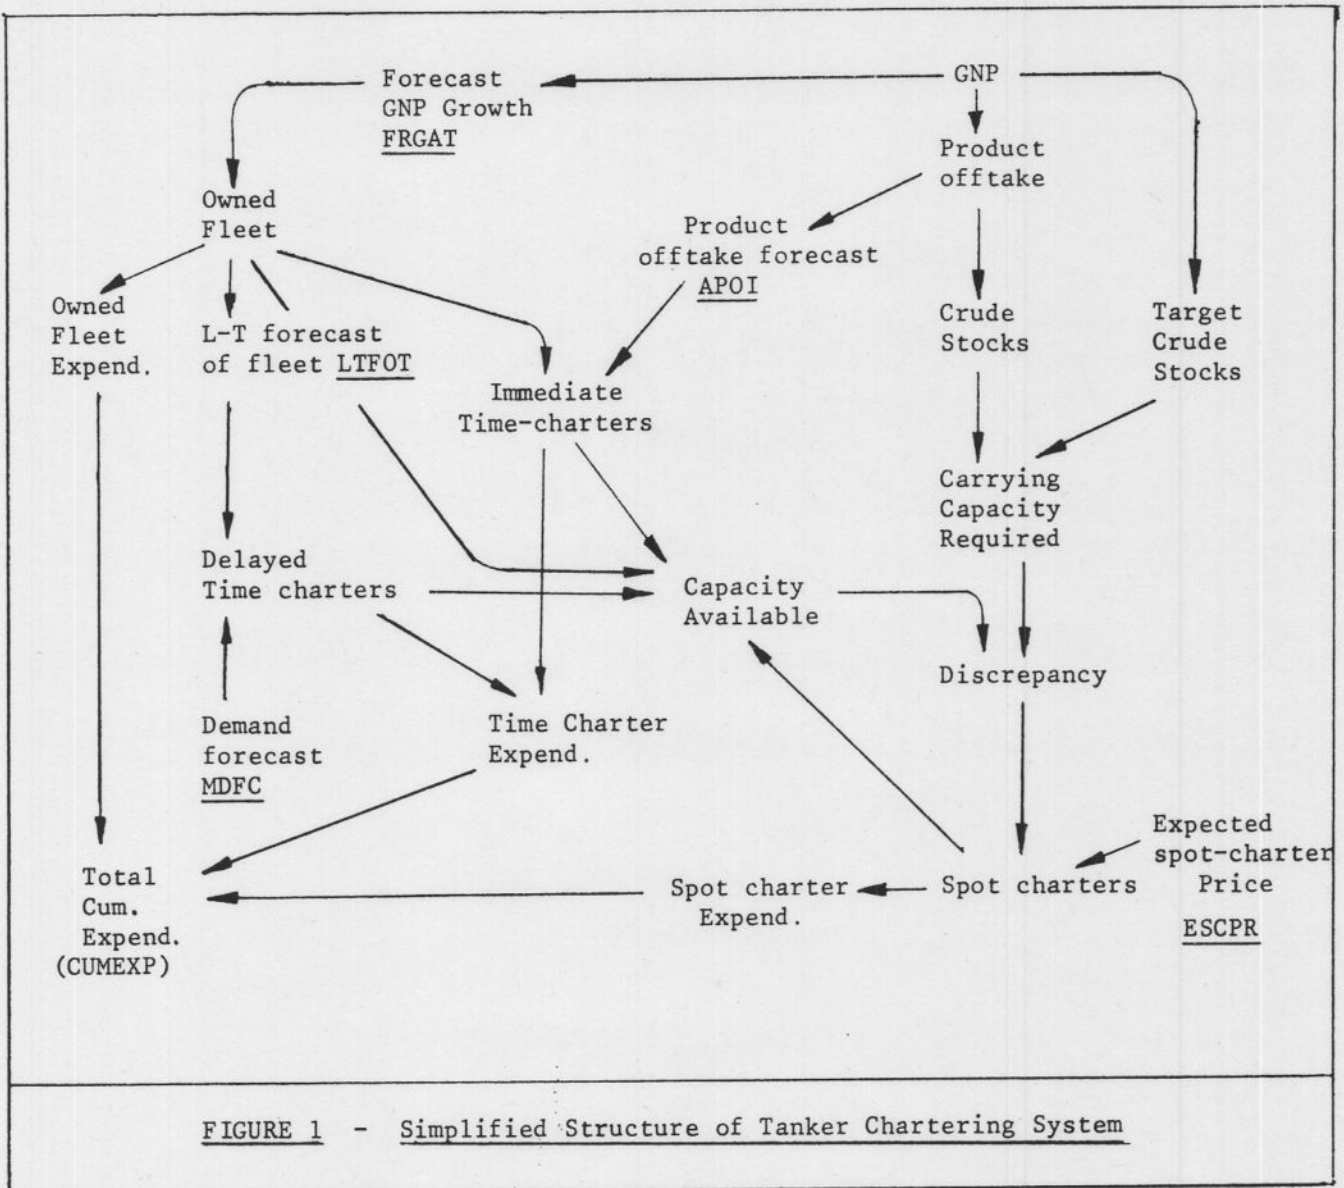 Forecast
GNP Growth
FRGAT
GNP
Product
offtake
Owned
Fleet
Product
offtake forecast
APOI
Owned
Fleet
Expend.
L-T forecast
of fleet LTFOT
Crude
Stocks
Target
Crude
Stocks
Immediate
Time-charters
Carrying
Capacity
Required
Delayed
Time charters
Capacity
Available
Discrepancy
Demand
forecast
MDFC
Time Charter
Expend.
Expected
spot-charter
Price
ESCPR
Total
Cum.
Expend.
(CUMEXP)
Spot charter
Expend.
Spot charters
FIGURE 1 - Simplified Structure of Tanker Chartering System